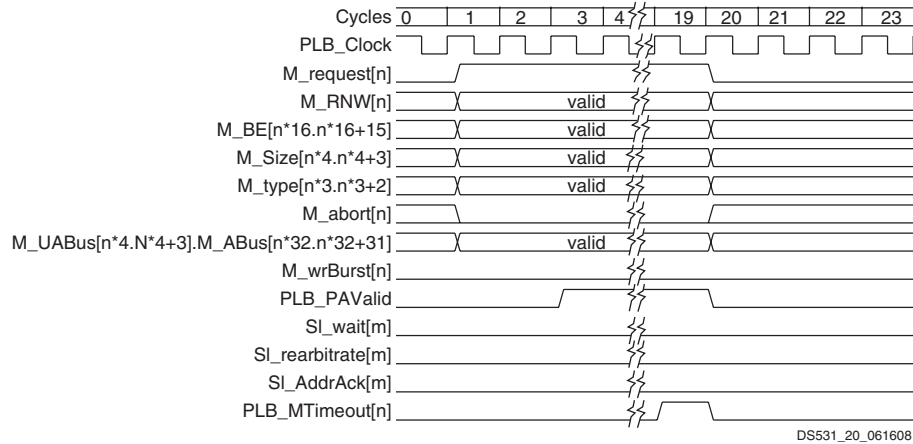 Cycles 0 1 2 3 4 19 20 21 22 23
PLB_Clock
M_request[n]
M_RNW[n] valid
M_BE[n*16.n*16+15] valid
M_Size[n*4.n*4+3] valid
M_type[n*3.n*3+2] valid
M_abort[n]
M_UABus[n*4.N*4+3].M_ABus[n*32.n*32+31] valid
M_wrBurst[n]
PLB_PAValid
Sl_wait[m]
Sl_rearbitrate[m]
Sl_AddrAck[m]
PLB_MTimeout[n]
DS531_20_061608